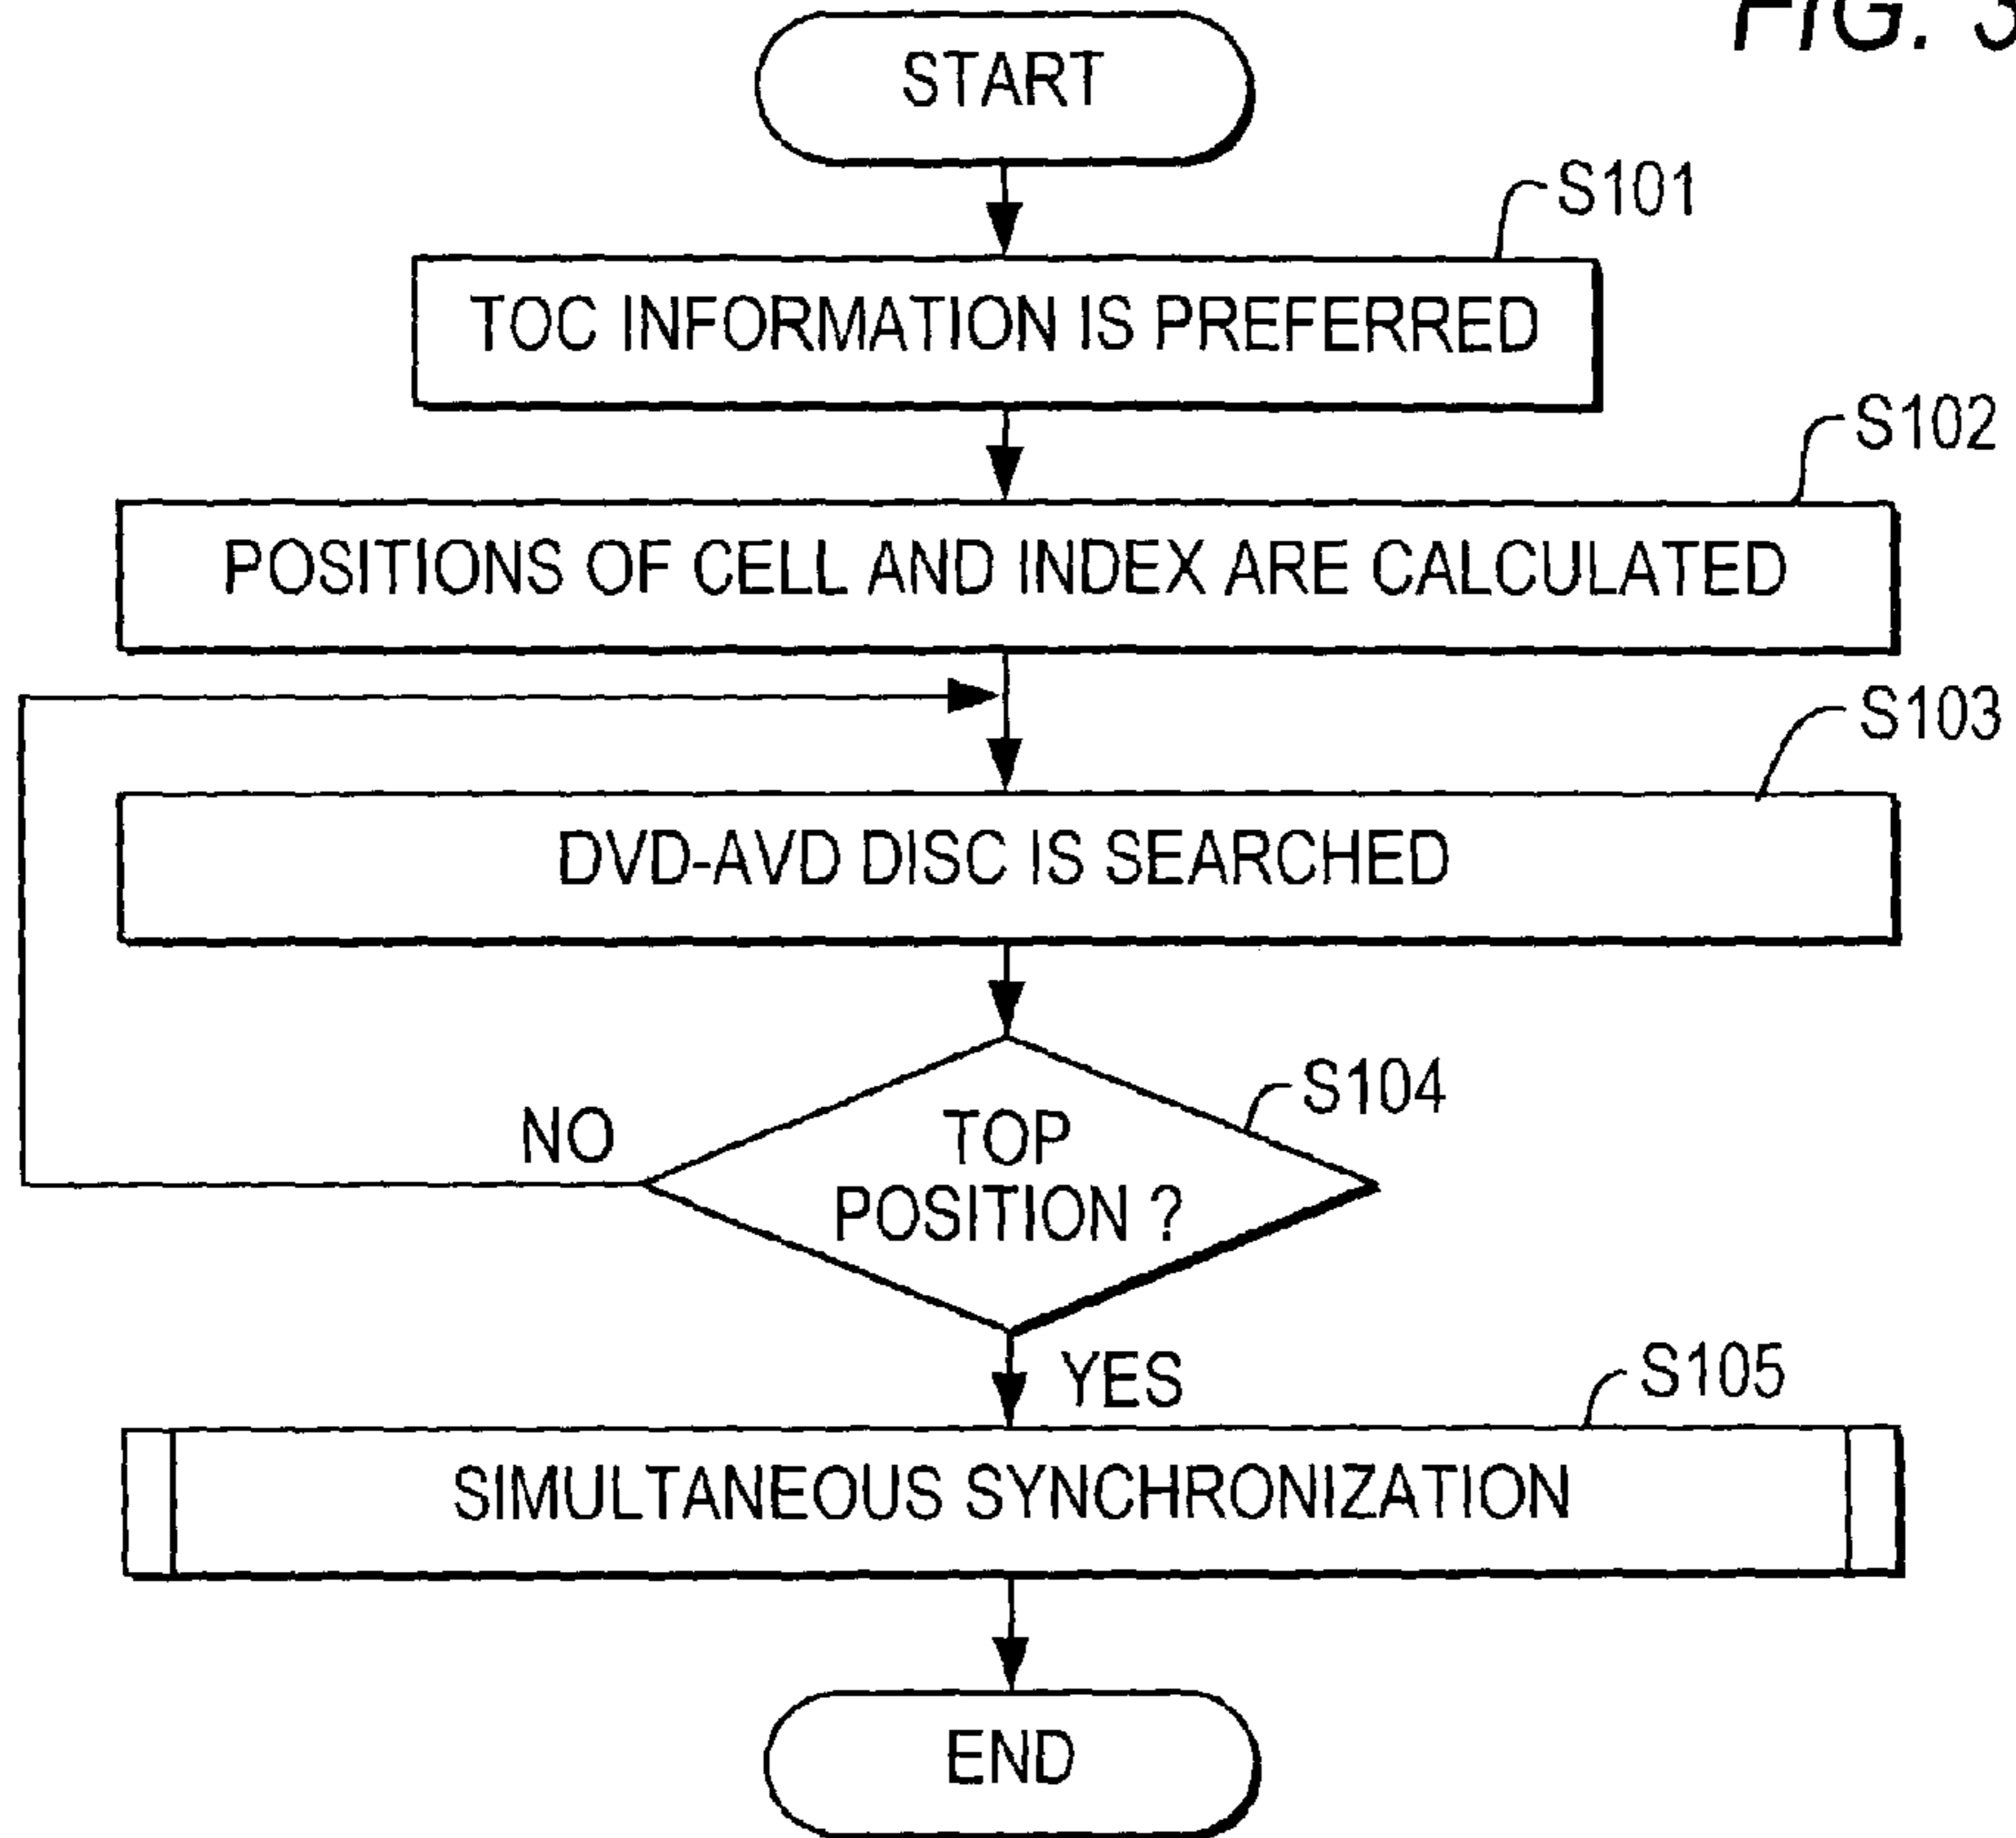 FIG. 3
START
S101
TOC INFORMATION IS PREFERRED
S102
POSITIONS OF CELL AND INDEX ARE CALCULATED
S103
DVD-AVD DISC IS SEARCHED
S104
NO
TOP
POSITION ?
YES
S105
SIMULTANEOUS SYNCHRONIZATION
END